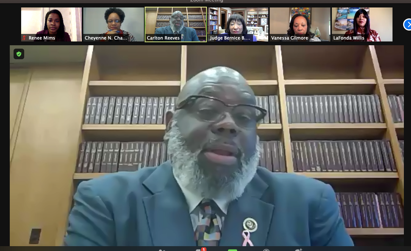 Renee Mims
Cheyenne N. Cha...
Carlton Reeves
Judge Bernice B...
Vanessa Gilmore
LaFonda Willis